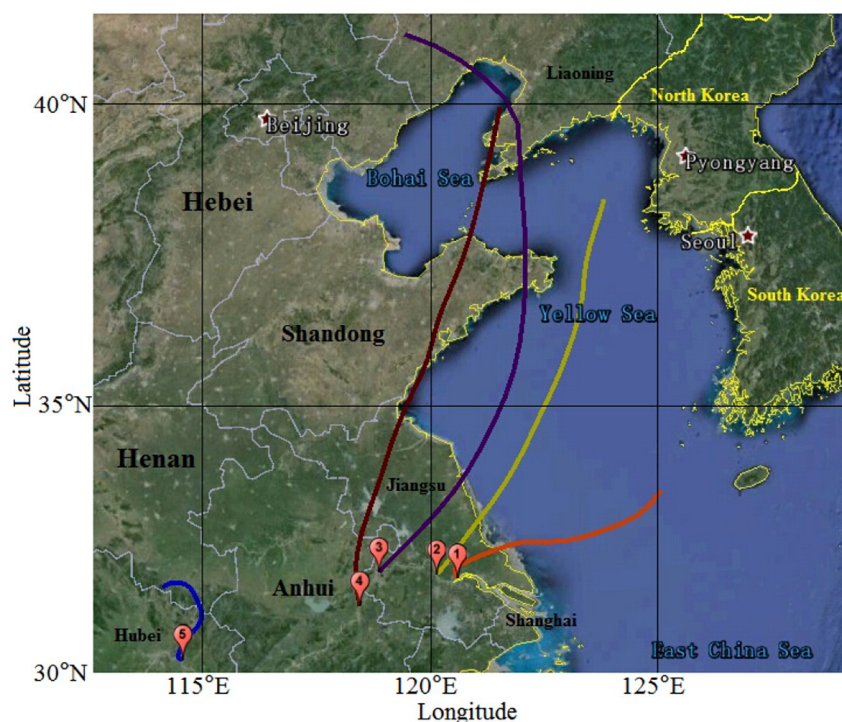 Liaoning
40°N
North Korea
Beijing
Pyongyang
Bohai Sea
Hebei
Seoul
South Korea
Yellow Sea
Shandong
Latitude
35°N
Henan
Jiangsu
3
2
1
4
Anhui
Shanghai
5
Hubei
East China Sea
30°N
115°E
120°E
125°E
Longitude